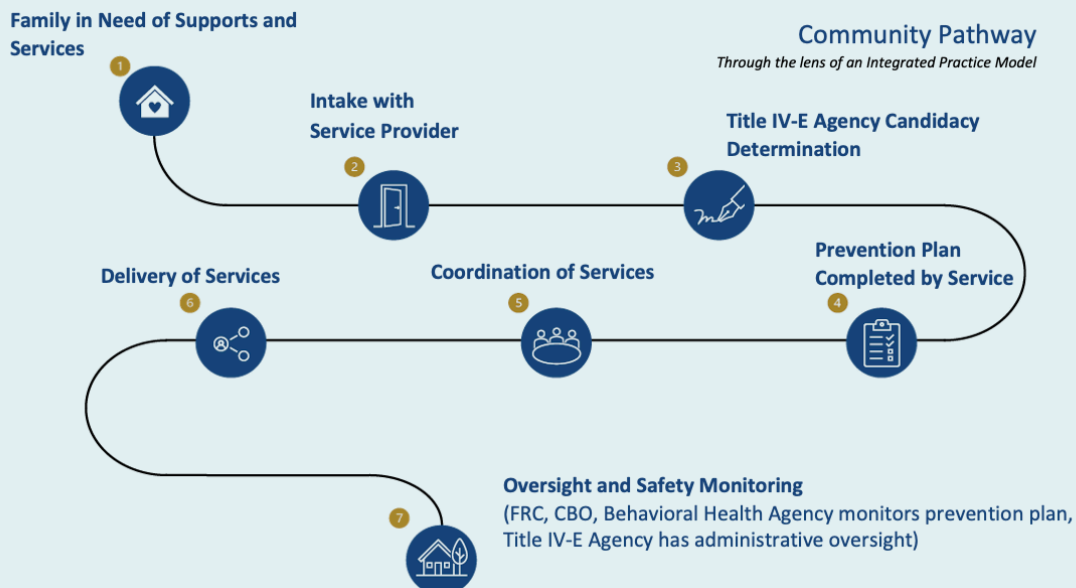 Family in Need of Supports and
Services
Community Pathway
Through the lens of an Integrated Practice Model
1
Intake with
Service Provider
2
Title IV-E Agency Candidacy
Determination
3
Prevention Plan
Completed by Service
4
Coordination of Services
5
Delivery of Services
6
Oversight and Safety Monitoring
(FRC, CBO, Behavioral Health Agency monitors prevention plan,
Title IV-E Agency has administrative oversight)
7